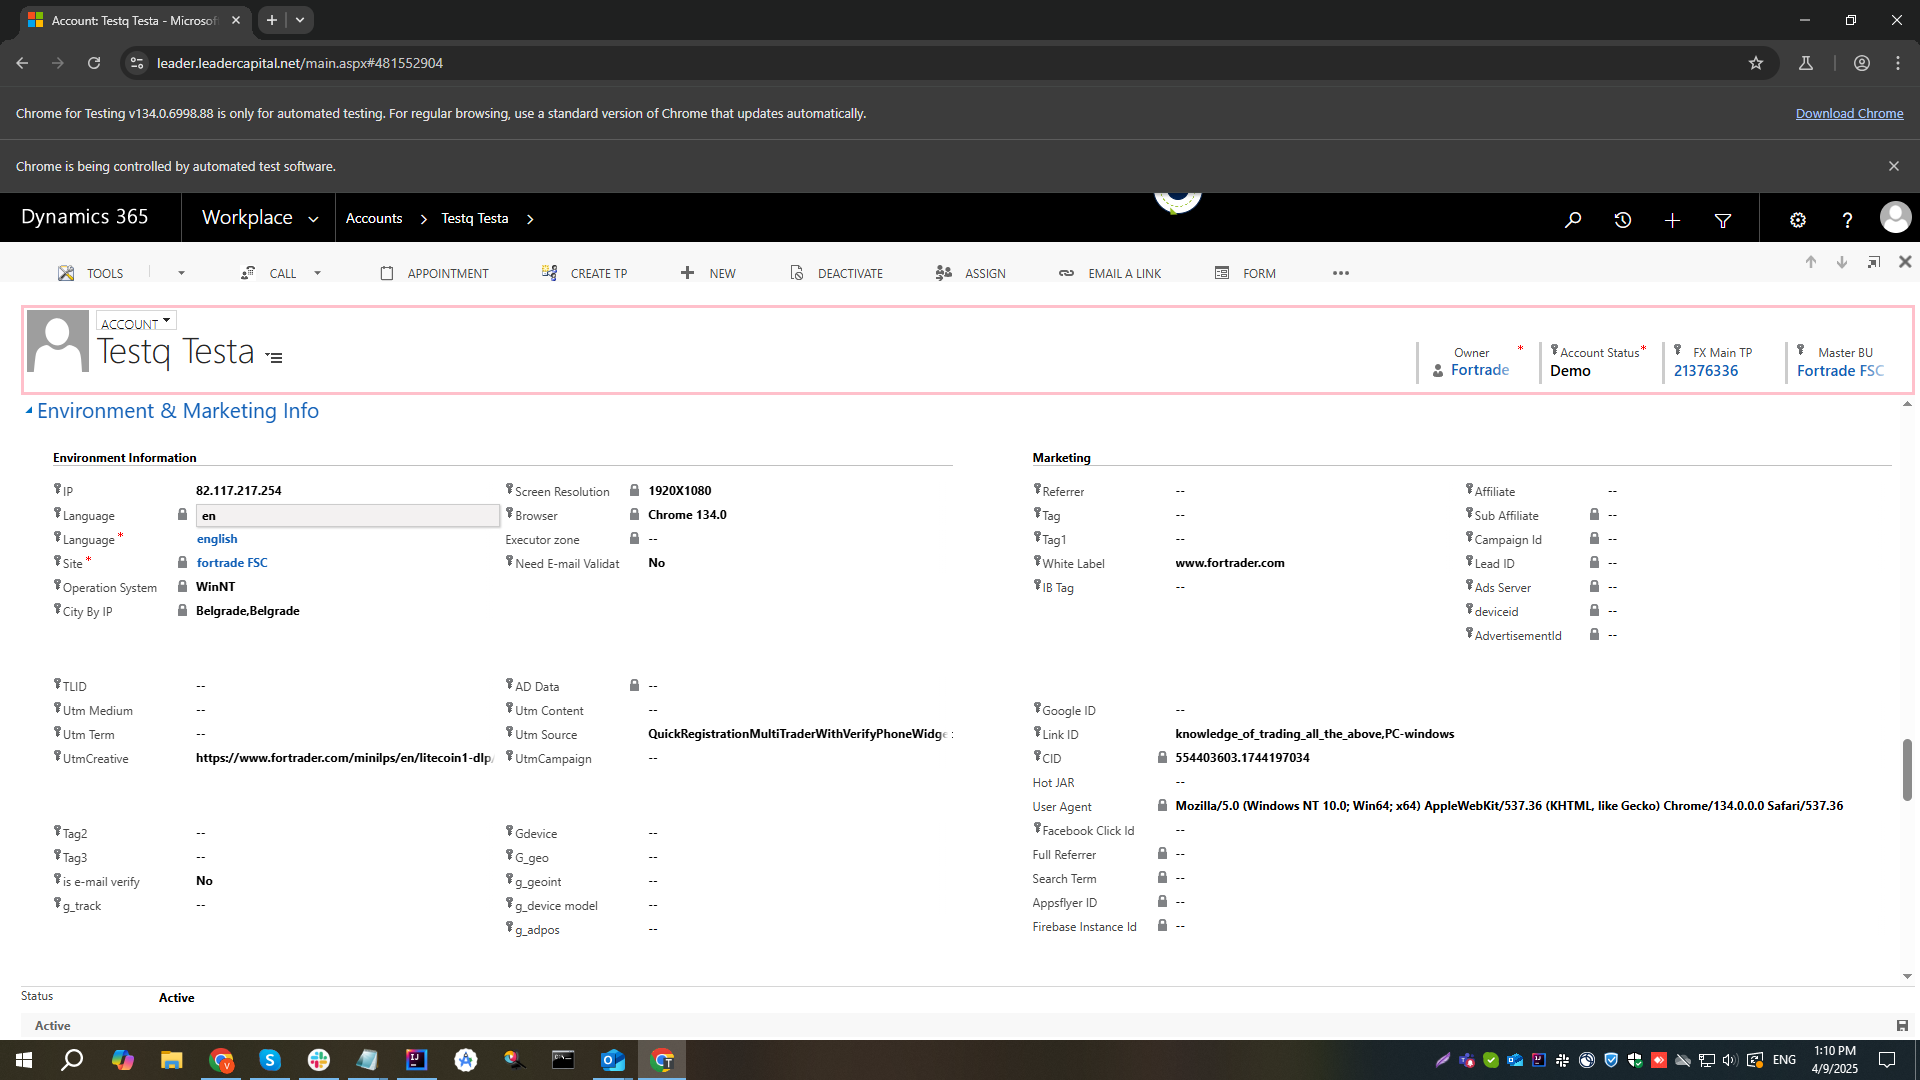 Account: Testq Testa - Microsof
leader.leadercapital.net/main.aspx#481552904
Chrome for Testing v134.0.6998.88 is only for automated testing. For regular browsing, use a standard version of Chrome that updates automatically.
Download Chrome
Chrome is being controlled by automated test software.
Dynamics 365
Workplace
Accounts
Testq Testa
TOOLS
CALL
APPOINTMENT
CREATE TP
NEW
DEACTIVATE
ASSIGN
EMAIL A LINK
FORM
ACCOUNT
Testq Testa
Owner *
Fortrade
Account Status *
Demo
FX Main TP
21376336
Master BU
Fortrade FSC
Environment & Marketing Info
Environment Information
IP 82.117.217.254
Language en
Language * english
Site * fortrade FSC
Operation System WinNT
City By IP Belgrade,Belgrade
Screen Resolution 1920X1080
Browser Chrome 134.0
Executor zone --
Need E-mail Validat No
TLID --
Utm Medium --
Utm Term --
UtmCreative https://www.fortrader.com/minilps/en/litecoin1-dlp/
AD Data --
Utm Content --
Utm Source QuickRegistrationMultiTraderWithVerifyPhoneWidge
UtmCampaign --
Tag2 --
Tag3 --
is e-mail verify No
g_track --
Gdevice --
G_geo --
g_geoint --
g_device model --
g_adpos --
Marketing
Referrer --
Tag --
Tag1 --
White Label www.fortrader.com
IB Tag --
Affiliate --
Sub Affiliate --
Campaign Id --
Lead ID --
Ads Server --
deviceid --
AdvertisementId --
Google ID --
Link ID knowledge_of_trading_all_the_above,PC-windows
CID 554403603.1744197034
Hot JAR --
User Agent Mozilla/5.0 (Windows NT 10.0; Win64; x64) AppleWebKit/537.36 (KHTML, like Gecko) Chrome/134.0.0.0 Safari/537.36
Facebook Click Id --
Full Referrer --
Search Term --
Appsflyer ID --
Firebase Instance Id --
Status Active
Active
ENG
1:10 PM
4/9/2025